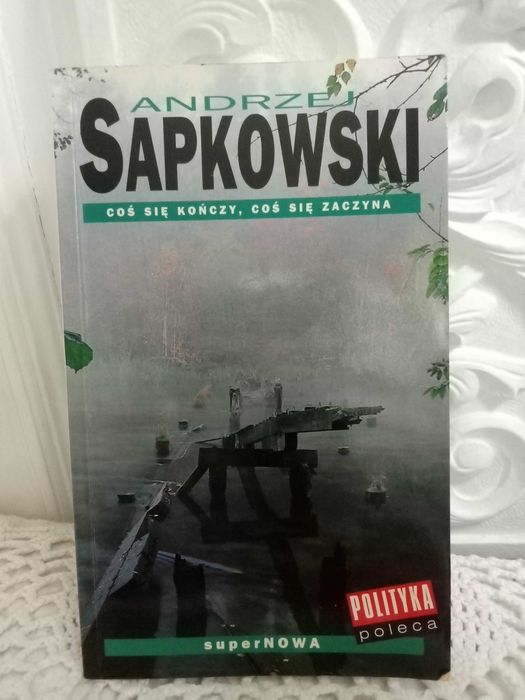 ANDRZEJ
SAPKOWSKI
COŚ SIĘ KOŃCZY, COŚ SIĘ ZACZYNA
POLITYKA
poleca
superNOWA